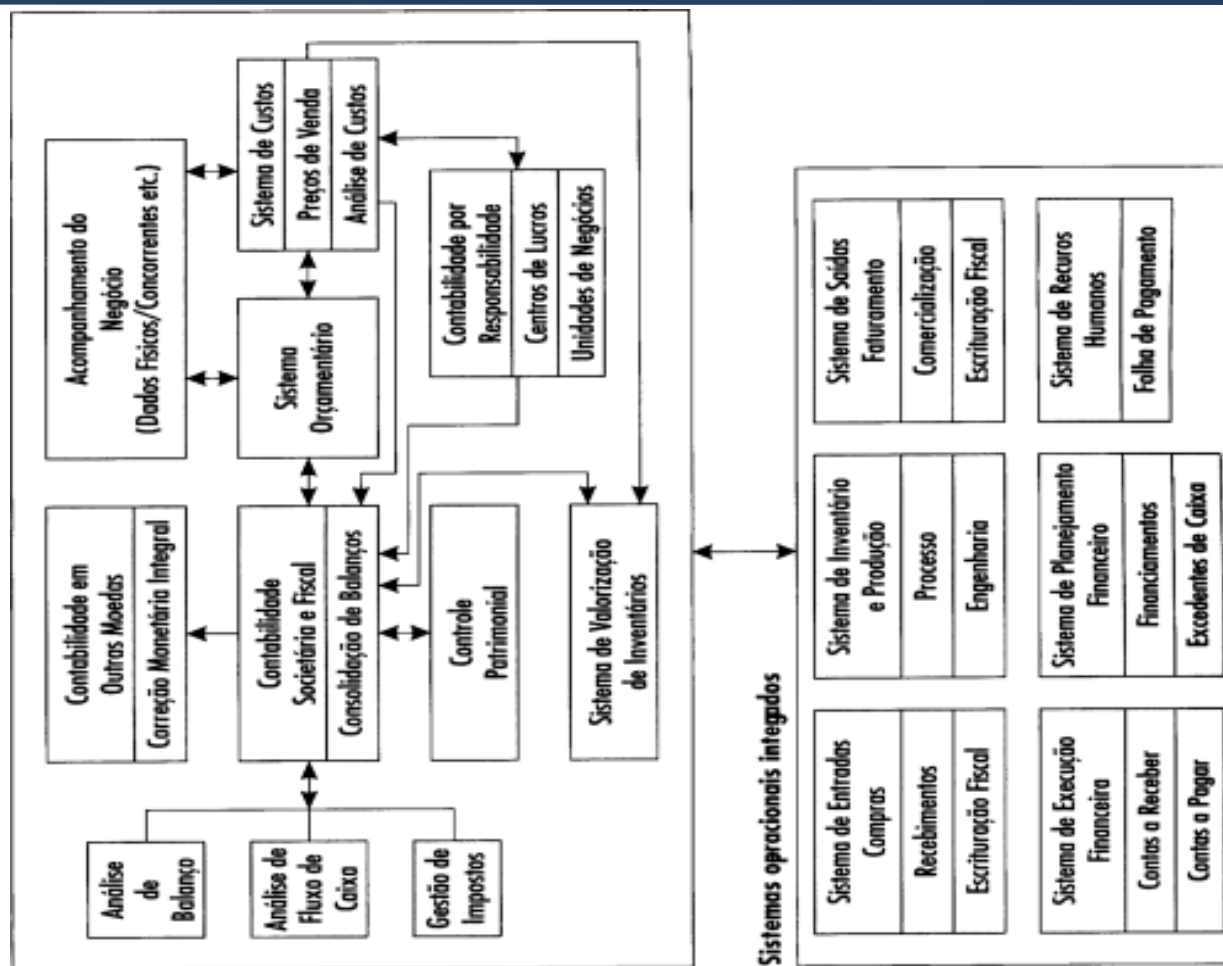 Análise
de
Balanço
Análise de
Fluxo de
Caixa
Gestão de
Impostos
Contabilidade em
Outras Moedas
Correção Monetária Integral
Contabilidade
Societária e Fiscal
Consolidação de Balanços
Controle
Patrimonial
Sistema de Valorização
de Inventários
Acompanhamento do
Negócio
(Dados Físicos/Concorrentes etc.)
Sistema
Orçamentário
Sistema de Custos
Preços de Venda
Análise de Custos
Contabilidade por
Responsabilidade
Centros de Lucros
Unidades de Negócios
Sistemas opracionais integados
Sistema de Entradas
Compras
Recebimentos
Escrituração Fiscal
Sistema de Inventário
e Produção
Processo
Engenharia
Sistema de Saídas
Faturamento
Comercialização
Escrituração Fiscal
Sistema de Execução
Financeira
Contas a Receber
Contas a Pagar
Sistema de Planejamento
Financeiro
Financiamentos
Excedentes de Caixa
Sistema de Recuros
Humanos
Folha de Pagamento